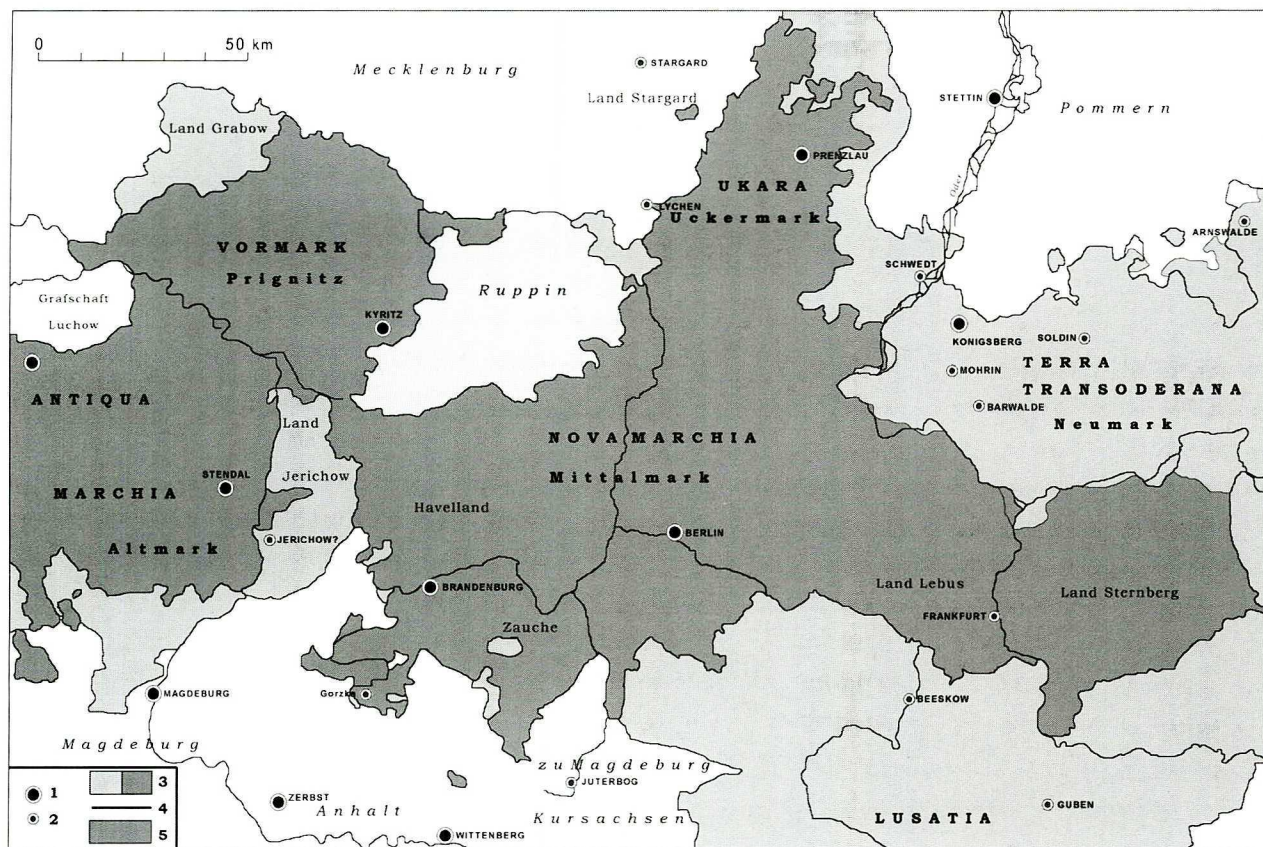 0 50 km
Mecklenburg
STARGARD
Land Stargard
STETTIN
Pommern
Land Grabow
PRENZLAU
Oder
UKARA
Uckermark
LYCHEN
ARNSWALDE
VORMARK
Prignitz
SCHWEDT
Grafschaft
Luchow
Ruppin
KYRITZ
KONIGSBERG
SOLDIN
MOHRIN
TERRA
TRANSODERANA
Neumark
BARWALDE
ANTIQUA
MARCHIA
Altmark
STENDAL
Land
Jerichow
JERICHOW?
NOVA MARCHIA
Mittalmark
Havelland
BERLIN
BRANDENBURG
Zauche
Land Lebus
FRANKFURT
Land Sternberg
Gorzke
MAGDEBURG
BEESKOW
Magdeburg
zu Magdeburg
JUTERBOG
Kursachsen
ZERBST
Anhalt
WITTENBERG
LUSATIA
GUBEN
1
2
3
4
5